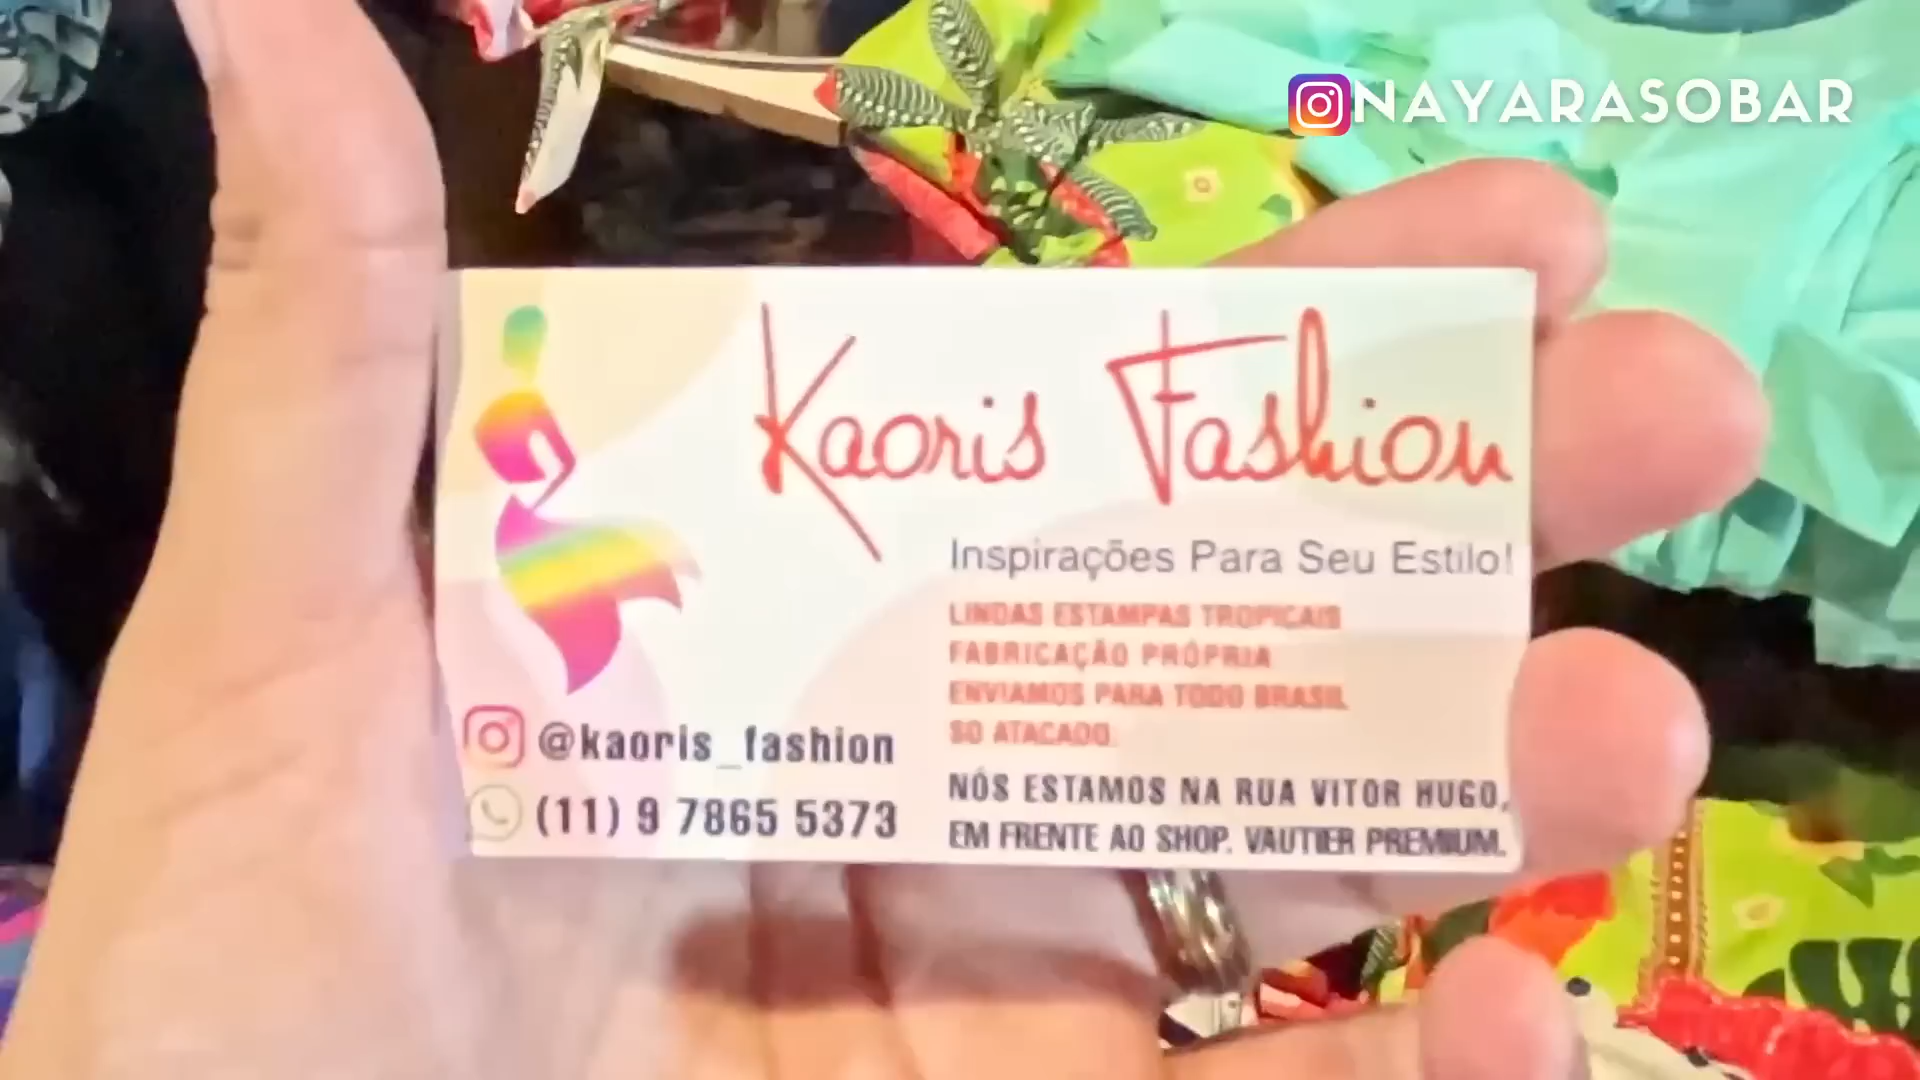 NAYARASOBAR
Kaoris Fashion
Inspirações Para Seu Estilo!
LINDAS ESTAMPAS TROPICAIS
FABRICAÇÃO PRÓPRIA
ENVIAMOS PARA TODO BRASIL
SO ATACADO.
@kaoris_fashion
(11) 9 7865 5373
NÓS ESTAMOS NA RUA VITOR HUGO,
EM FRENTE AO SHOP. VAUTIER PREMIUM.